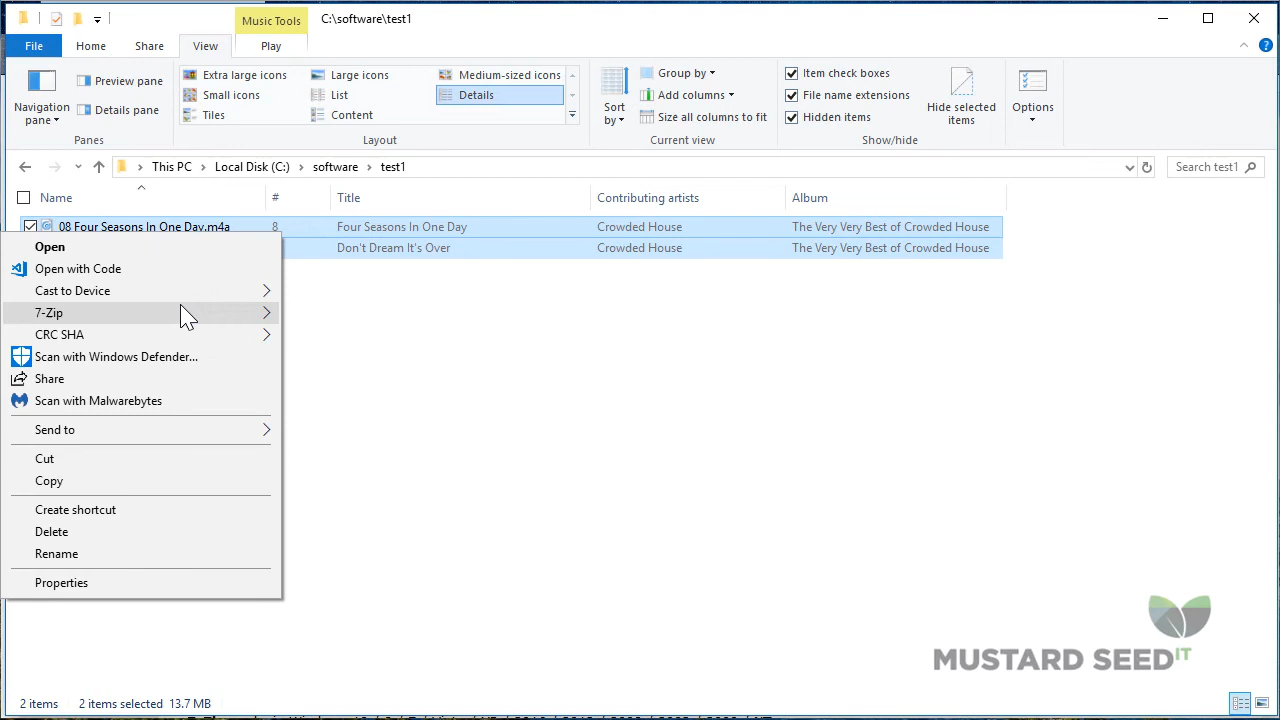 Music Tools
C:\software\test1
File
Home
Share
View
Play
Navigation
pane
Preview pane
Details pane
Panes
Extra large icons
Large icons
Medium-sized icons
Small icons
List
Details
Tiles
Content
Layout
Sort
by
Group by
Add columns
Size all columns to fit
Current view
Item check boxes
File name extensions
Hidden items
Hide selected
items
Show/hide
Options
This PC
Local Disk (C:)
software
test1
Search test1
Name
#
Title
Contributing artists
Album
08 Four Seasons In One Day.m4a
8
Four Seasons In One Day
Crowded House
The Very Very Best of Crowded House
Don't Dream It's Over
Crowded House
The Very Very Best of Crowded House
Open
Open with Code
Cast to Device
7-Zip
CRC SHA
Scan with Windows Defender...
Share
Scan with Malwarebytes
Send to
Cut
Copy
Create shortcut
Delete
Rename
Properties
MUSTARD SEED IT
2 items
2 items selected 13.7 MB